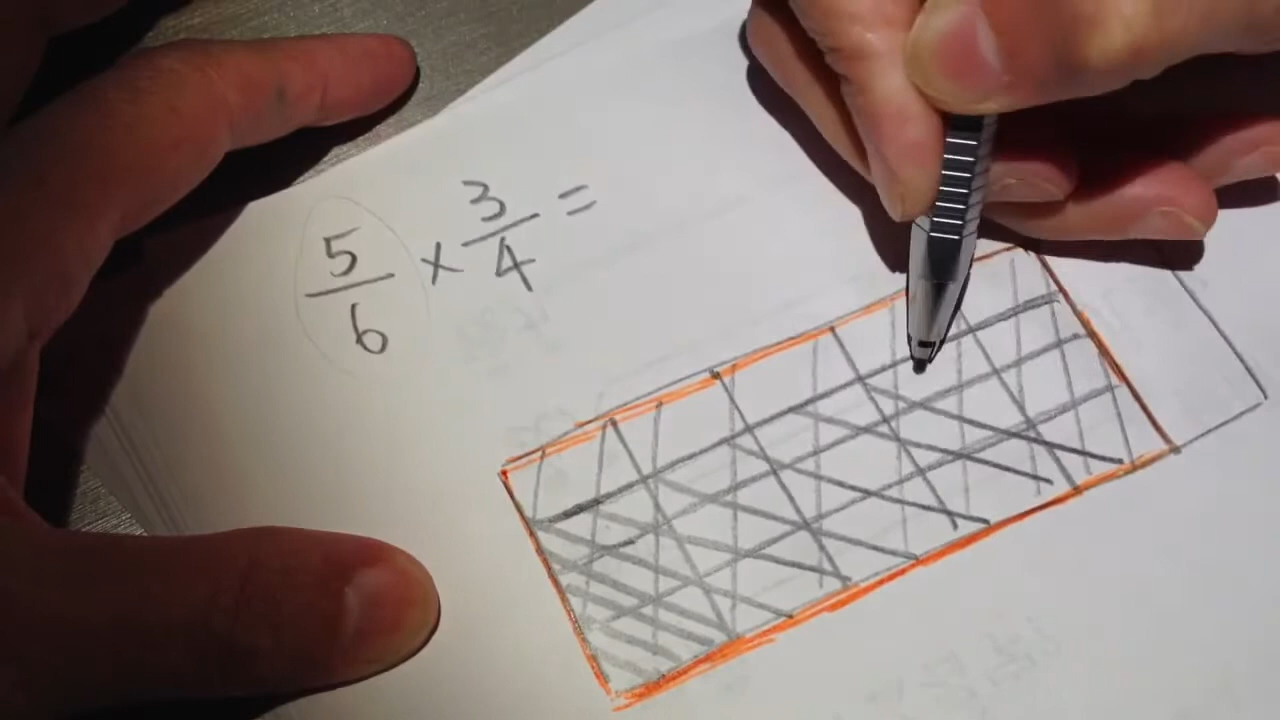 5/6 × 3/4 =